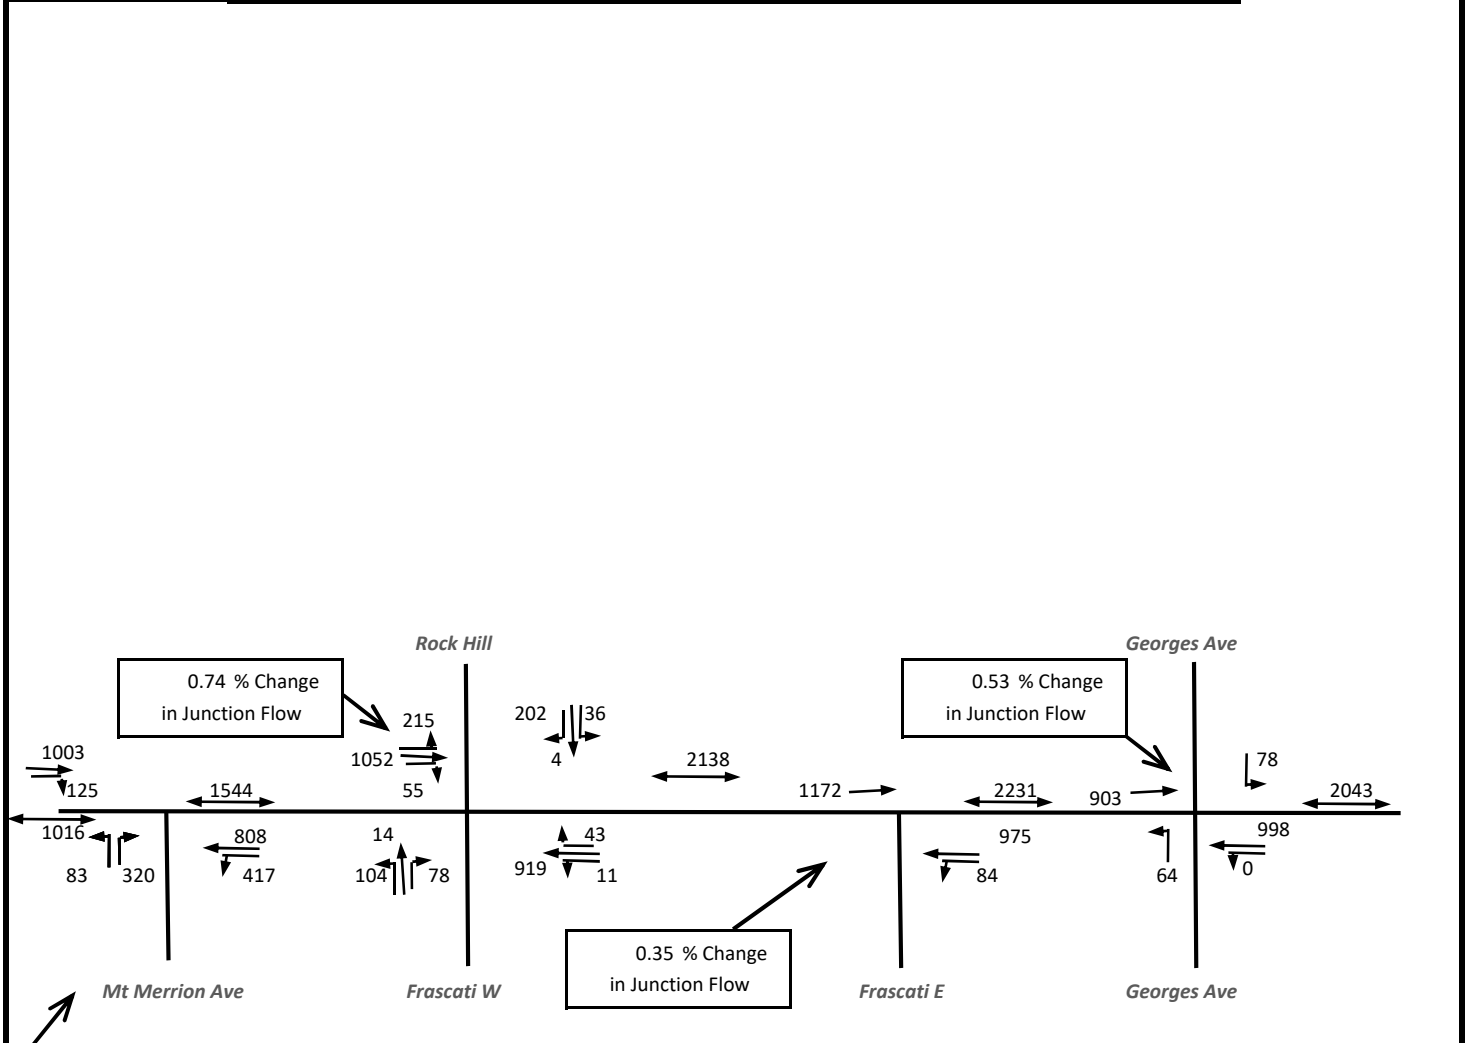 Rock Hill
Georges Ave
0.74 % Change
in Junction Flow
0.53 % Change
in Junction Flow
215
202
36
1003
1052
4
2138
78
125
1544
55
1172
2231
903
2043
1016
808
14
43
975
998
83
320
417
104
78
919
11
84
64
0
0.35 % Change
in Junction Flow
Mt Merrion Ave
Frascati W
Frascati E
Georges Ave